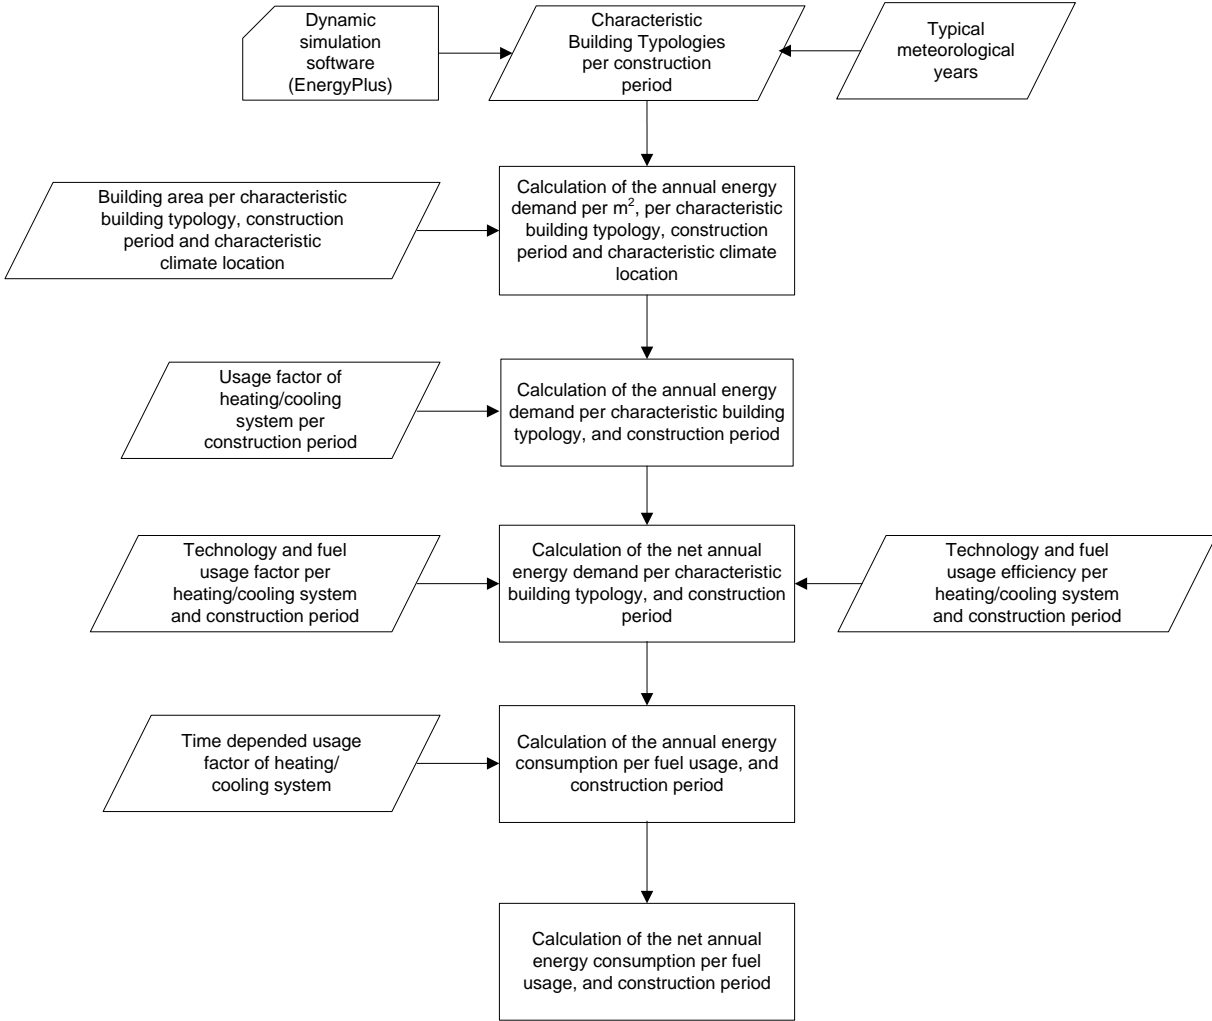 Dynamic
simulation
software
(EnergyPlus)
Characteristic
Building Typologies
per construction
period
Typical
meteorological
years
Building area per characteristic
building typology, construction
period and characteristic
climate location
Calculation of the annual energy
demand per m², per characteristic
building typology, construction
period and characteristic climate
location
Usage factor of
heating/cooling
system per
construction period
Calculation of the annual energy
demand per characteristic building
typology, and construction period
Technology and fuel
usage factor per
heating/cooling system
and construction period
Calculation of the net annual
energy demand per characteristic
building typology, and construction
period
Technology and fuel
usage efficiency per
heating/cooling system
and construction period
Time depended usage
factor of heating/
cooling system
Calculation of the annual energy
consumption per fuel usage, and
construction period
Calculation of the net annual
energy consumption per fuel
usage, and construction period